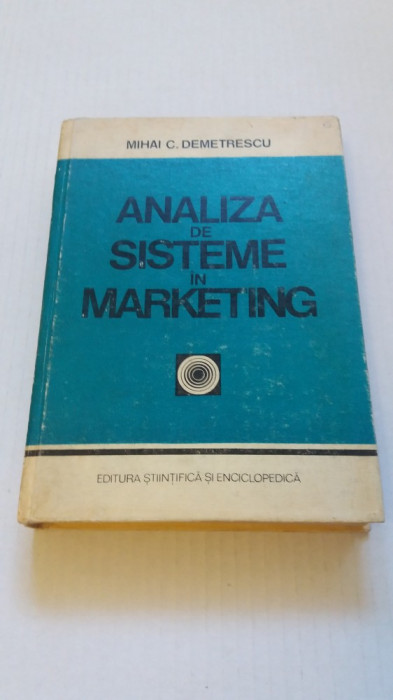 MIHAI C. DEMETRESCU
ANALIZA
DE
SISTEME
ÎN
MARKETING
EDITURA ȘTIINȚIFICĂ ȘI ENCICLOPEDICĂ